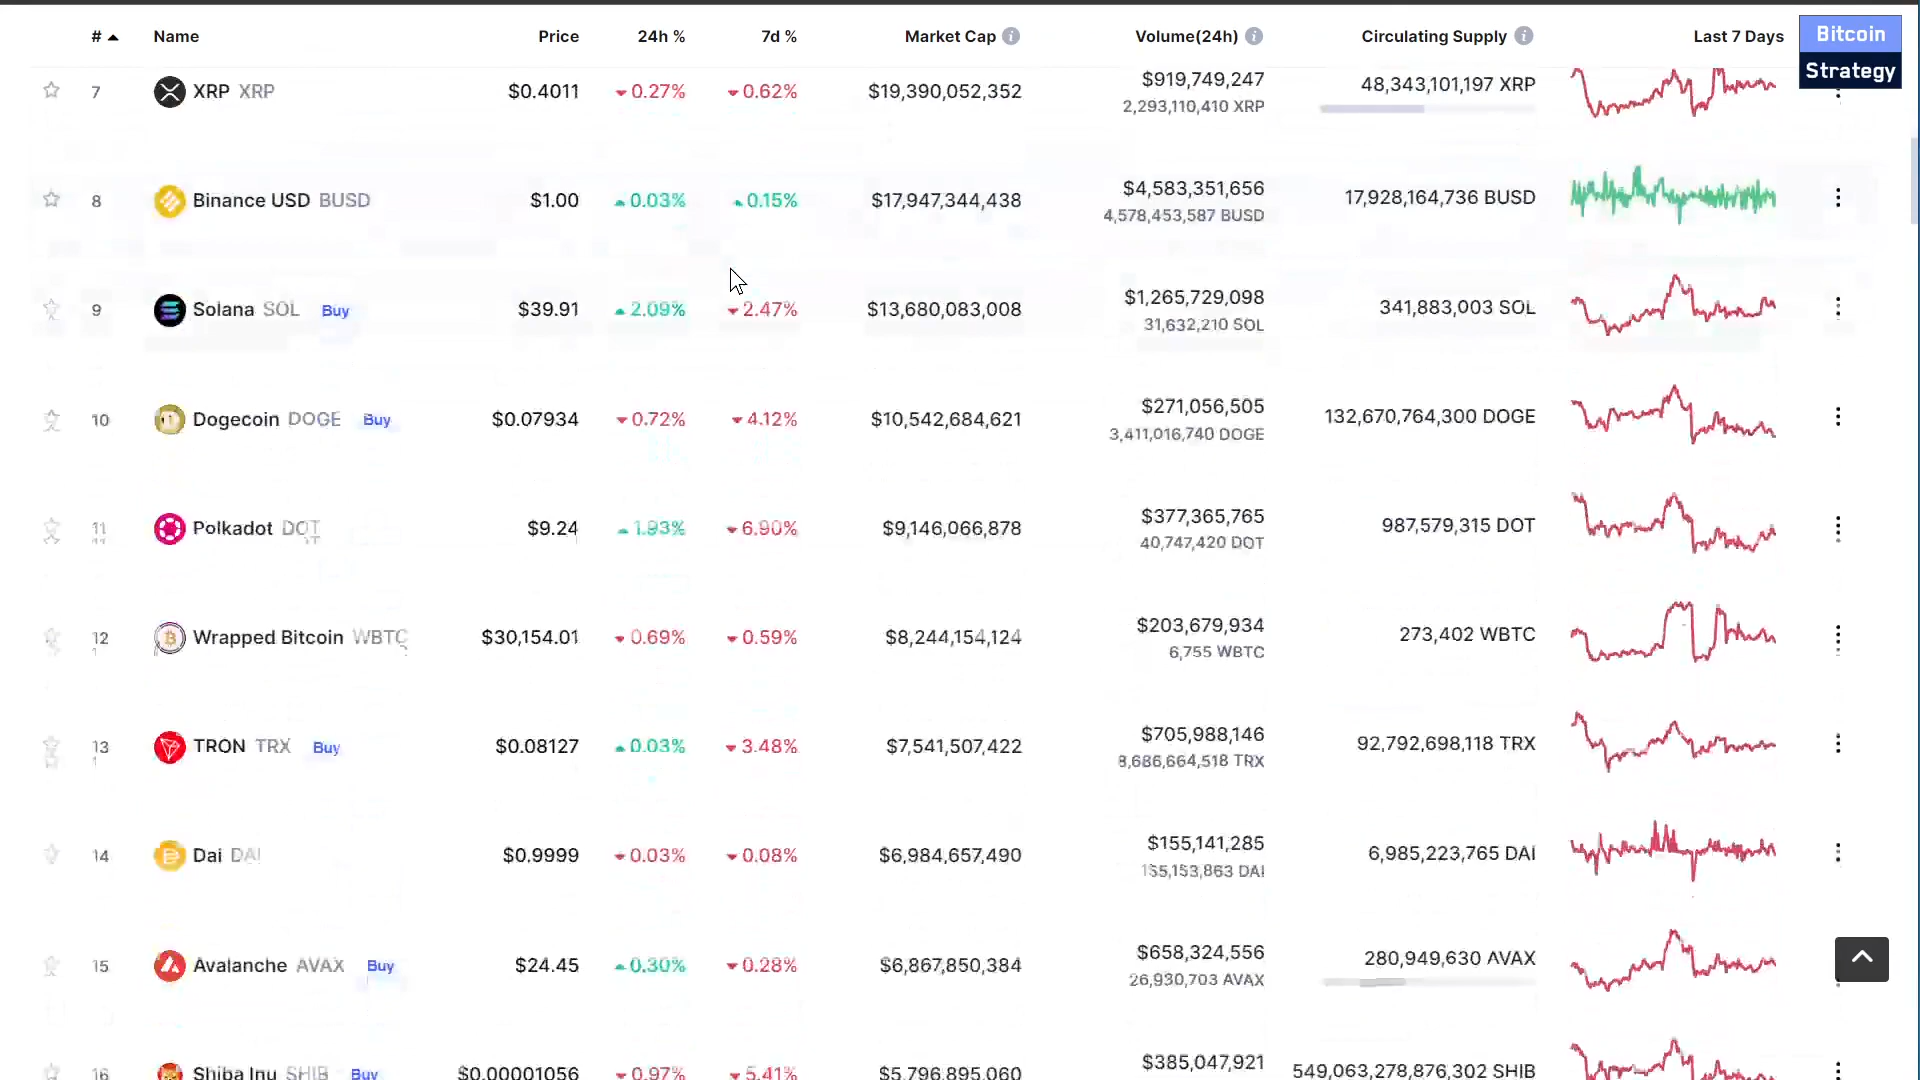 # Name Price 24h % 7d % Market Cap Volume(24h) Circulating Supply Last 7 Days
Bitcoin
Strategy
7 XRP XRP $0.4011 0.27% 0.62% $19,390,052,352 $919,749,247 48,343,101,197 XRP
2,293,110,410 XRP
8 Binance USD BUSD $1.00 0.03% 0.15% $17,947,344,438 $4,583,351,656 17,928,164,736 BUSD
4,578,453,587 BUSD
9 Solana SOL Buy $39.91 2.09% 2.47% $13,680,083,008 $1,265,729,098 341,883,003 SOL
31,632,210 SOL
10 Dogecoin DOGE Buy $0.07934 0.72% 4.12% $10,542,684,621 $271,056,505 132,670,764,300 DOGE
3,411,016,740 DOGE
11 Polkadot DOT $9.24 1.93% 6.90% $9,146,066,878 $377,365,765 987,579,315 DOT
40,747,420 DOT
12 Wrapped Bitcoin WBTC $30,154.01 0.69% 0.59% $8,244,154,124 $203,679,934 273,402 WBTC
6,755 WBTC
13 TRON TRX Buy $0.08127 0.03% 3.48% $7,541,507,422 $705,988,146 92,792,698,118 TRX
8,686,664,518 TRX
14 Dai DAI $0.9999 0.03% 0.08% $6,984,657,490 $155,141,285 6,985,223,765 DAI
155,153,863 DAI
15 Avalanche AVAX Buy $24.45 0.30% 0.28% $6,867,850,384 $658,324,556 280,949,630 AVAX
26,930,703 AVAX
16 Shiba Inu SHIB Buy $0.00001056 0.97% 5.41% $5,796,895,060 $385,047,921 549,063,278,876,302 SHIB